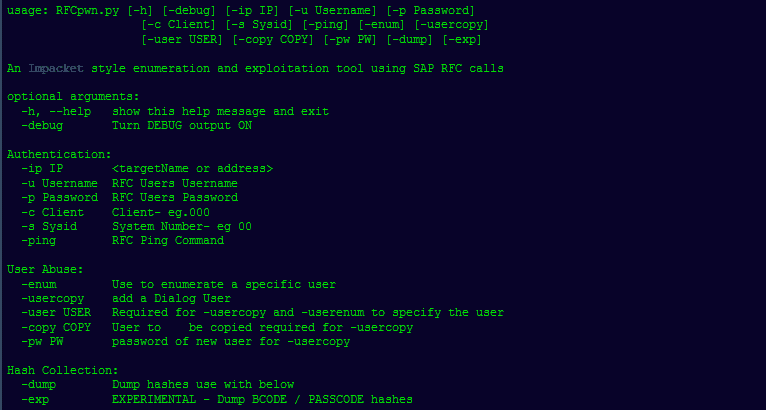 usage: RFCpwn.py [-h] [-debug] [-ip IP] [-u Username] [-p Password]
[-c Client] [-s Sysid] [-ping] [-enum] [-usercopy]
[-user USER] [-copy COPY] [-pw PW] [-dump] [-exp]
An Impacket style enumeration and exploitation tool using SAP RFC calls
optional arguments:
-h, --help show this help message and exit
-debug Turn DEBUG output ON
Authentication:
-ip IP <targetName or address>
-u Username RFC Users Username
-p Password RFC Users Password
-c Client Client- eg.000
-s Sysid System Number- eg 00
-ping RFC Ping Command
User Abuse:
-enum Use to enumerate a specific user
-usercopy add a Dialog User
-user USER Required for -usercopy and -userenum to specify the user
-copy COPY User to be copied required for -usercopy
-pw PW password of new user for -usercopy
Hash Collection:
-dump Dump hashes use with below
-exp EXPERIMENTAL - Dump BCODE / PASSCODE hashes